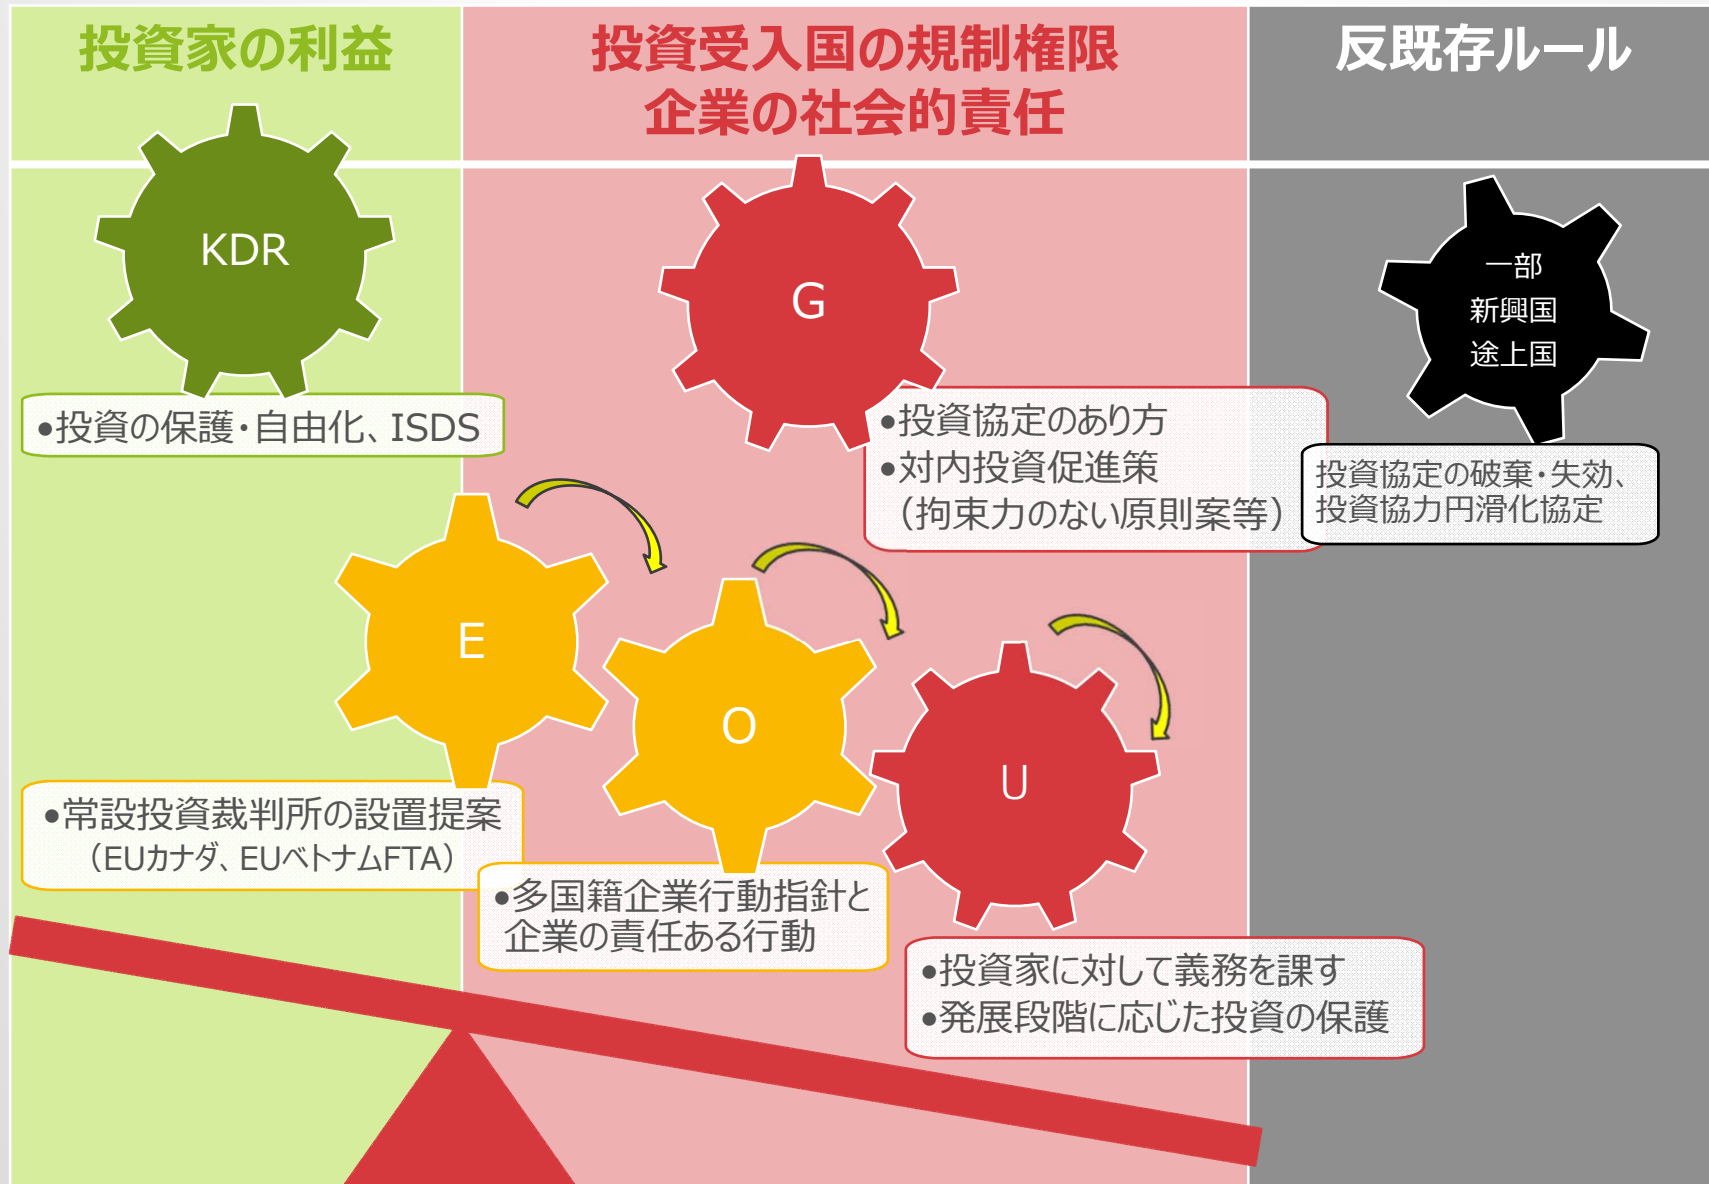 投資家の利益
投資受入国の規制権限
企業の社会的責任
反既存ルール
KDR
•投資の保護・自由化、ISDS
G
•投資協定のあり方
•対内投資促進策
（拘束力のない原則案等）
一部
新興国
途上国
投資協定の破棄・失効、
投資協力円滑化協定
E
•常設投資裁判所の設置提案
（EUカナダ、EUベトナムFTA）
O
•多国籍企業行動指針と
企業の責任ある行動
U
•投資家に対して義務を課す
•発展段階に応じた投資の保護